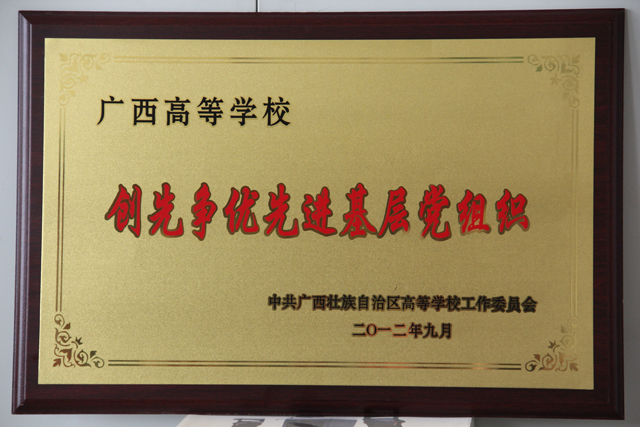 广西高等学校
创先争优先进基层党组织
中共广西壮族自治区高等学校工作委员会
二〇一二年九月